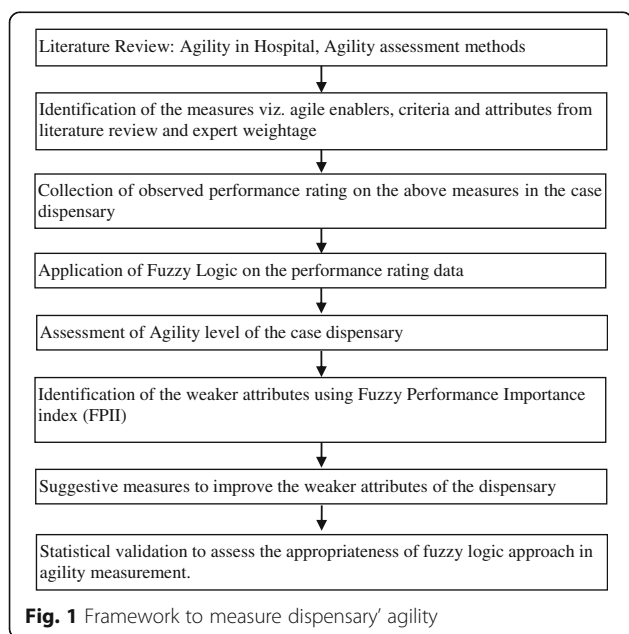 Literature Review: Agility in Hospital, Agility assessment methods
Identification of the measures viz. agile enablers, criteria and attributes from
literature review and expert weightage
Collection of observed performance rating on the above measures in the case
dispensary
Application of Fuzzy Logic on the performance rating data
Assessment of Agility level of the case dispensary
Identification of the weaker attributes using Fuzzy Performance Importance
index (FPII)
Suggestive measures to improve the weaker attributes of the dispensary
Statistical validation to assess the appropriateness of fuzzy logic approach in
agility measurement.
Fig. 1 Framework to measure dispensary' agility